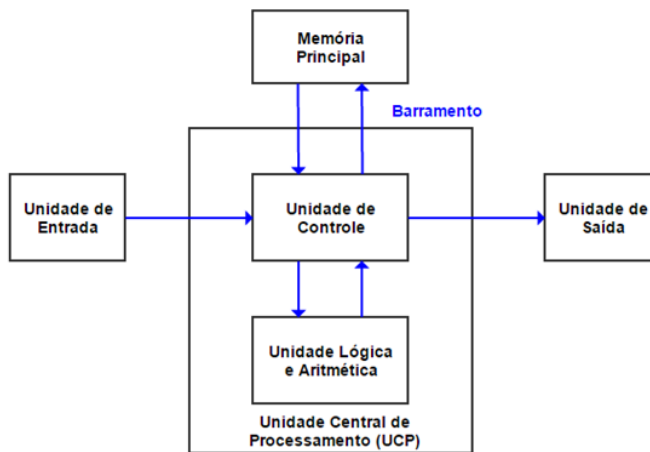 Memória
Principal
Barramento
Unidade de
Entrada
Unidade de
Controle
Unidade de
Saída
Unidade Lógica
e Aritmética
Unidade Central de
Processamento (UCP)